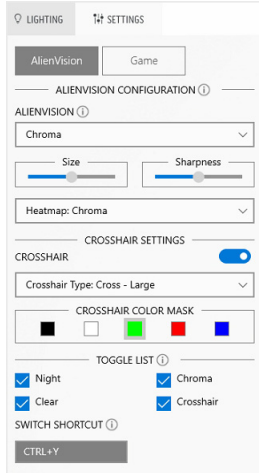 LIGHTING SETTINGS
AlienVision Game
ALIENVISION CONFIGURATION
ALIENVISION
Chroma
Size Sharpness
Heatmap: Chroma
CROSSHAIR SETTINGS
CROSSHAIR
Crosshair Type: Cross - Large
CROSSHAIR COLOR MASK
TOGGLE LIST
Night Chroma
Clear Crosshair
SWITCH SHORTCUT
CTRL+Y